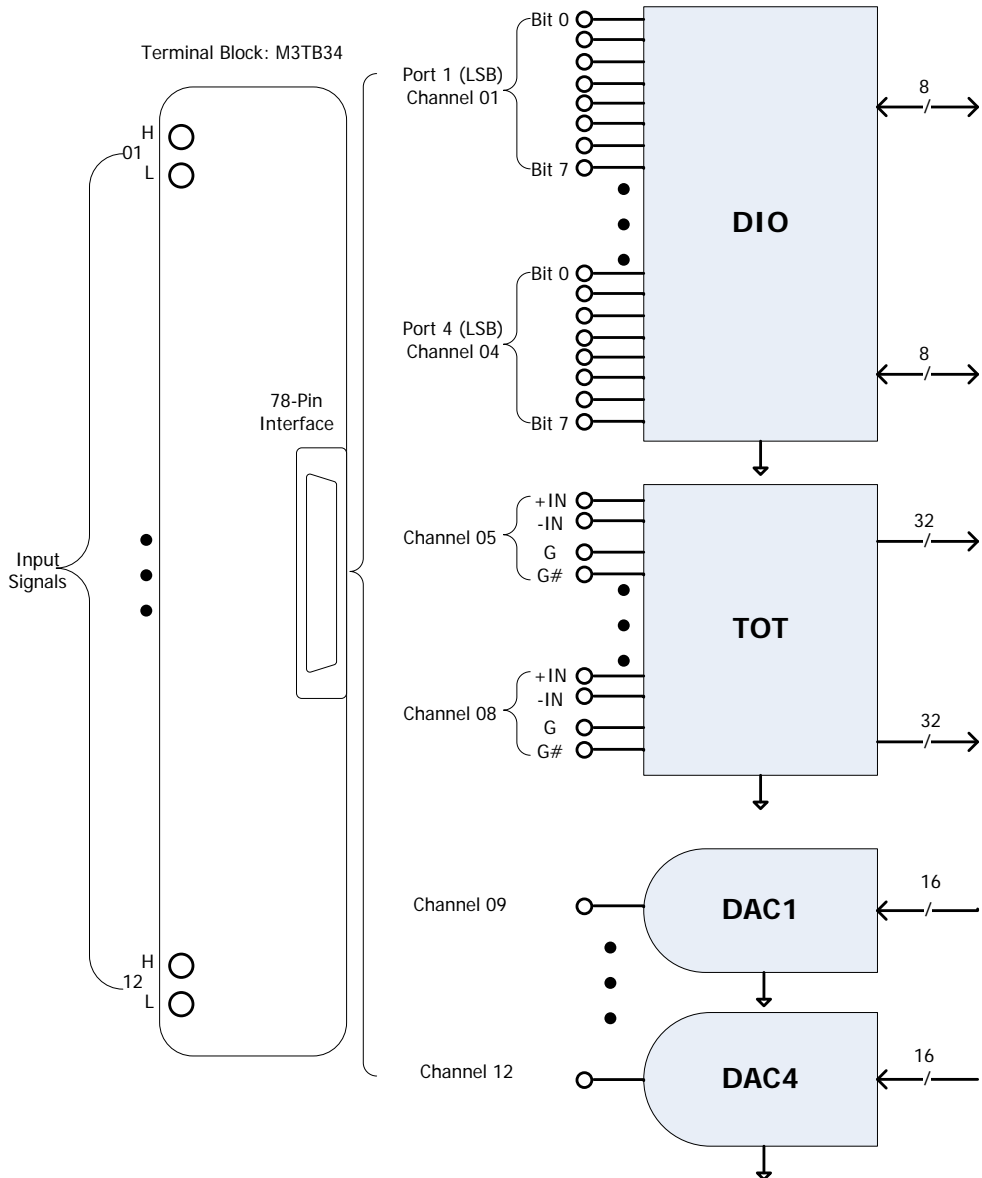 Terminal Block: M3TB34
H
01
L
Input
Signals
78-Pin
Interface
H
12
L
Bit 0
Port 1 (LSB)
Channel 01
Bit 7
Bit 0
Port 4 (LSB)
Channel 04
Bit 7
DIO
8
8
+IN
-IN
Channel 05
G
G#
+IN
-IN
Channel 08
G
G#
TOT
32
32
Channel 09
DAC1
16
Channel 12
DAC4
16